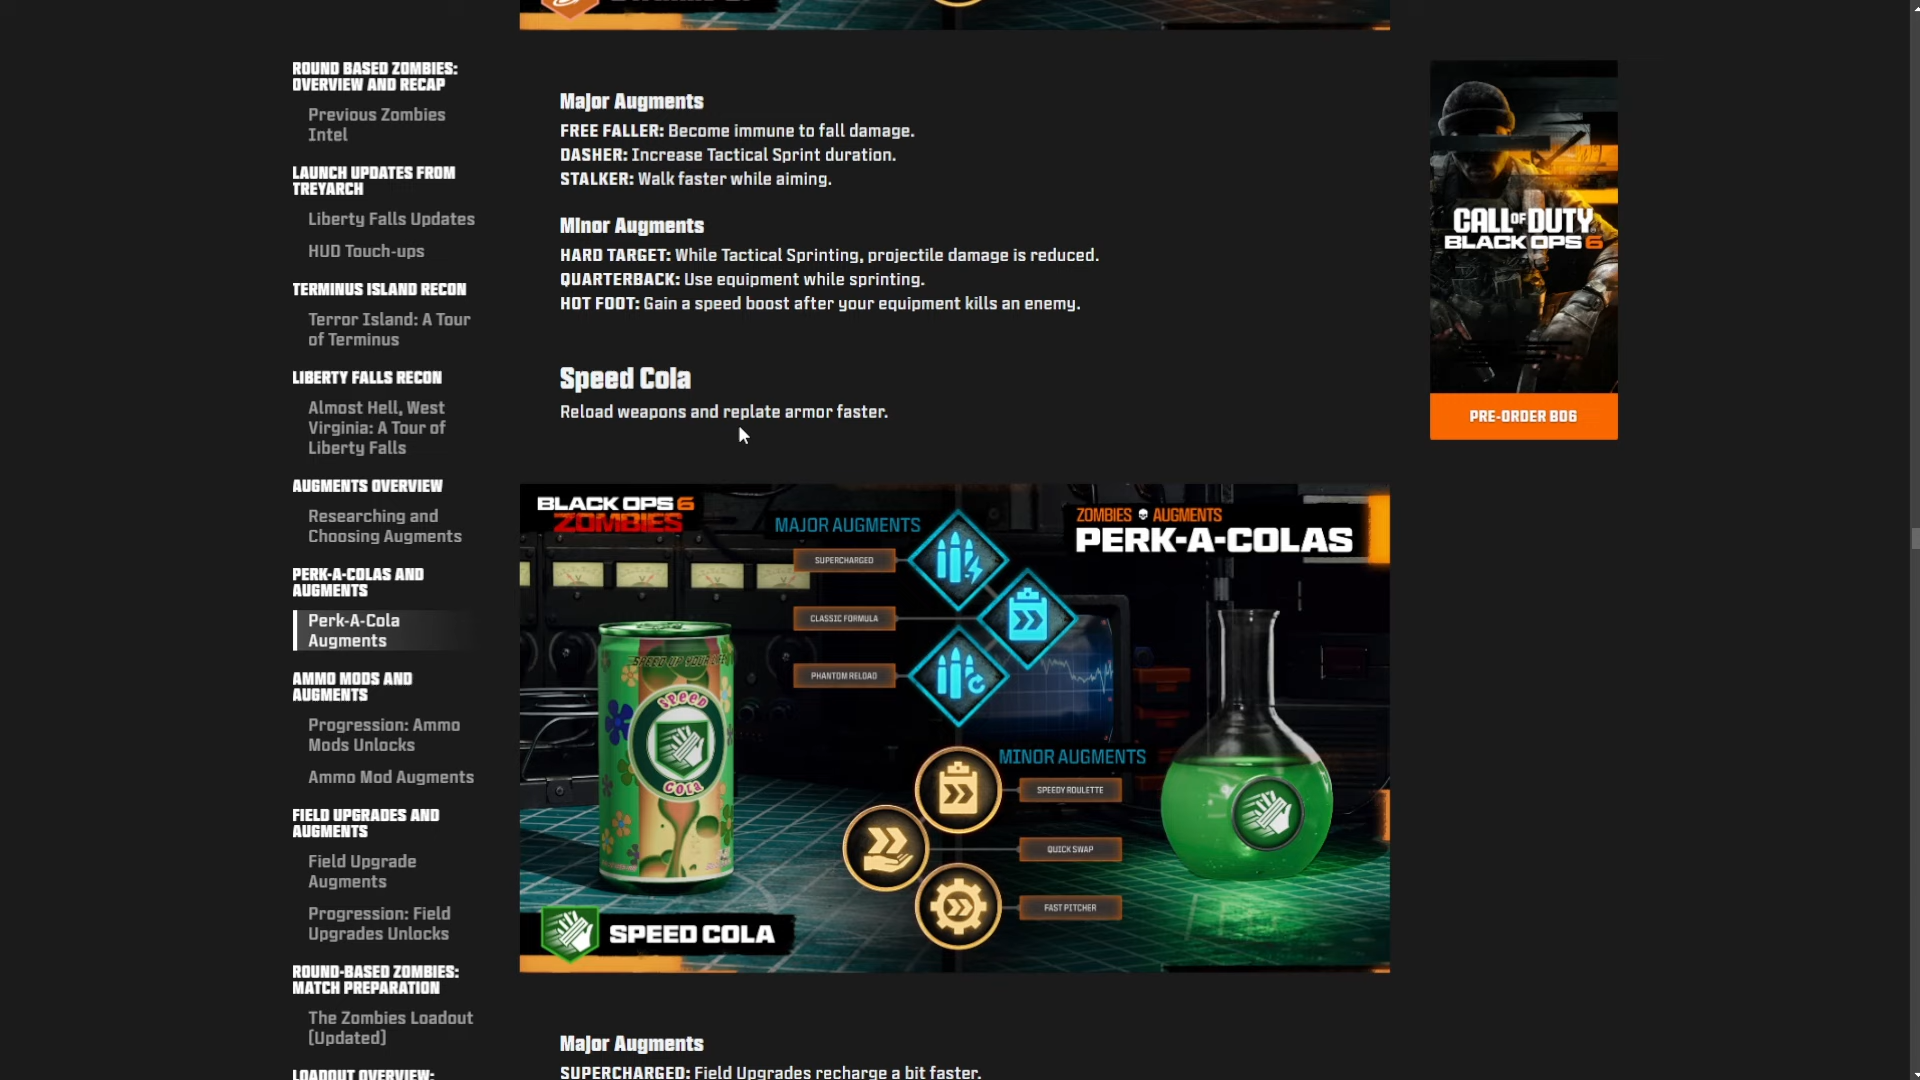 ROUND BASED ZOMBIES:
OVERVIEW AND RECAP
Previous Zombies
Intel
LAUNCH UPDATES FROM
TREYARCH
Liberty Falls Updates
HUD Touch-ups
TERMINUS ISLAND RECON
Terror Island: A Tour
of Terminus
LIBERTY FALLS RECON
Almost Hell, West
Virginia: A Tour of
Liberty Falls
AUGMENTS OVERVIEW
Researching and
Choosing Augments
PERK-A-COLAS AND
AUGMENTS
Perk-A-Cola
Augments
AMMO MODS AND
AUGMENTS
Progression: Ammo
Mods Unlocks
Ammo Mod Augments
FIELD UPGRADES AND
AUGMENTS
Field Upgrade
Augments
Progression: Field
Upgrades Unlocks
ROUND-BASED ZOMBIES:
MATCH PREPARATION
The Zombies Loadout
(Updated)
LOADOUT OVERVIEW:
Major Augments
FREE FALLER: Become immune to fall damage.
DASHER: Increase Tactical Sprint duration.
STALKER: Walk faster while aiming.
Minor Augments
HARD TARGET: While Tactical Sprinting, projectile damage is reduced.
QUARTERBACK: Use equipment while sprinting.
HOT FOOT: Gain a speed boost after your equipment kills an enemy.
Speed Cola
Reload weapons and replate armor faster.
BLACK OPS 6
ZOMBIES
MAJOR AUGMENTS
SUPERCHARGED
CLASSIC FORMULA
PHANTOM RELOAD
ZOMBIES AUGMENTS
PERK-A-COLAS
SPEED
COLA
MINOR AUGMENTS
SPEEDY ROULETTE
QUICK SWAP
FAST PITCHER
SPEED COLA
Major Augments
SUPERCHARGED: Field Upgrades recharge a bit faster.
CALL OF DUTY
BLACK OPS 6
PRE-ORDER BO6